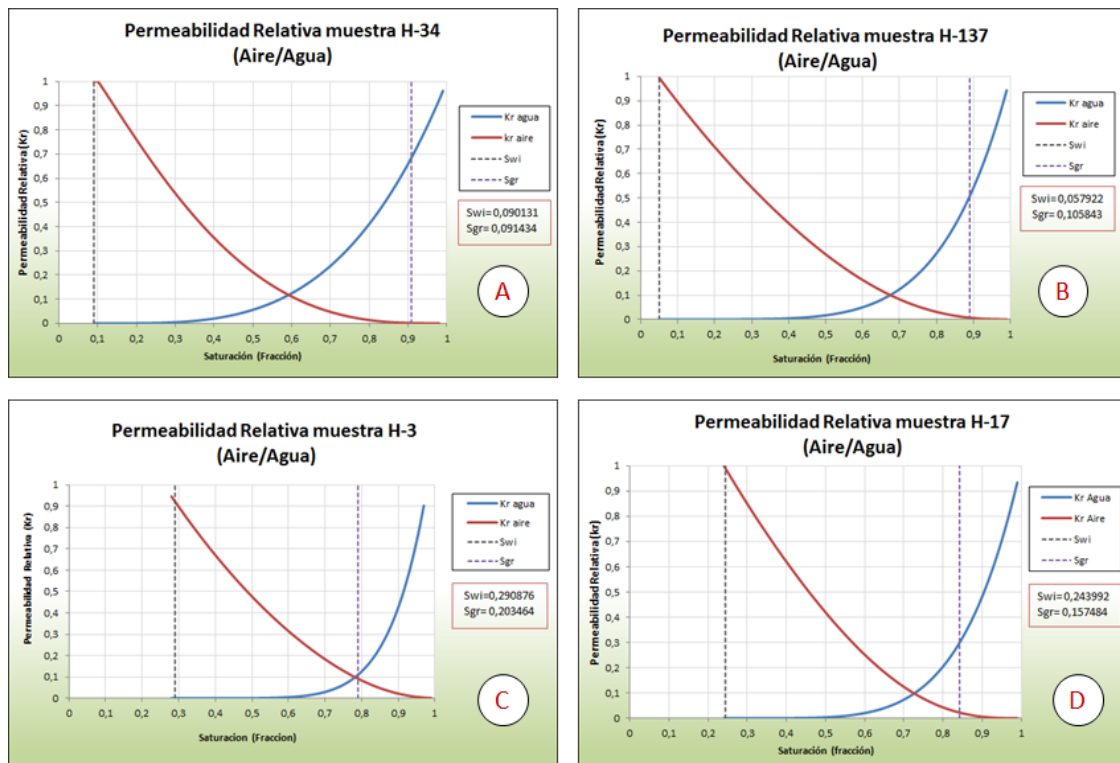 Permeabilidad Relativa muestra H-34
(Aire/Agua)
Permeabilidad Relativa (Kr)
1
0,9
0,8
0,7
0,6
0,5
0,4
0,3
0,2
0,1
0
0 0,1 0,2 0,3 0,4 0,5 0,6 0,7 0,8 0,9 1
Saturación (Fracción)
Kr agua
kr aire
Swi
Sgr
Swi=0,090131
Sgr=0,091434
A
Permeabilidad Relativa muestra H-137
(Aire/Agua)
Permeabilidad Relativa (Kr)
1
0,9
0,8
0,7
0,6
0,5
0,4
0,3
0,2
0,1
0
0 0,1 0,2 0,3 0,4 0,5 0,6 0,7 0,8 0,9 1
Saturación (Fracción)
Kr agua
Kr aire
Swi
Sgr
Swi=0,057922
Sgr=0,105843
B
Permeabilidad Relativa muestra H-3
(Aire/Agua)
Permeabilidad Relativa (Kr)
1
0,9
0,8
0,7
0,6
0,5
0,4
0,3
0,2
0,1
0
0 0,1 0,2 0,3 0,4 0,5 0,6 0,7 0,8 0,9 1
Saturacion (Fraccion)
Kr agua
Kr aire
Swi
Sgr
Swi=0,290876
Sgr= 0,203464
C
Permeabilidad Relativa muestra H-17
(Aire/Agua)
Permeabilidad Relativa (kr)
1
0,9
0,8
0,7
0,6
0,5
0,4
0,3
0,2
0,1
0
0 0,1 0,2 0,3 0,4 0,5 0,6 0,7 0,8 0,9 1
Saturación (fracción)
Kr Agua
Kr Aire
Swi
Sgr
Swi=0,243992
Sgr= 0,157484
D